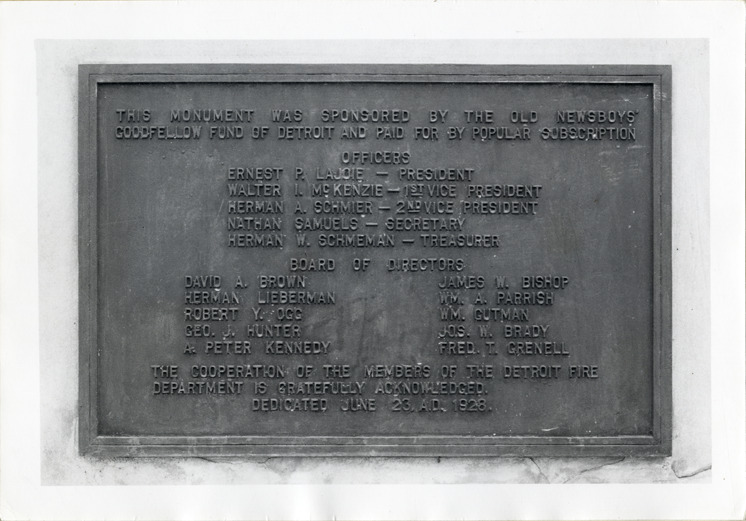 THIS MONUMENT WAS SPONSORED BY THE OLD NEWSBOYS'
GOODFELLOW FUND OF DETROIT AND PAID FOR BY POPULAR SUBSCRIPTION
OFFICERS
ERNEST P. LAJOIE — PRESIDENT
WALTER I. McKENZIE — 1ST VICE PRESIDENT
HERMAN A. SCHMIER — 2ND VICE PRESIDENT
NATHAN SAMUELS — SECRETARY
HERMAN W. SCHMEMAN — TREASURER
BOARD OF DIRECTORS
DAVID A. BROWN
HERMAN LIEBERMAN
ROBERT Y. OGG
GEO. J. HUNTER
A. PETER KENNEDY
JAMES W. BISHOP
WM. A. PARRISH
WM. GUTMAN
JOS. W. BRADY
FRED. T. GRENELL
THE COOPERATION OF THE MEMBERS OF THE DETROIT FIRE
DEPARTMENT IS GRATEFULLY ACKNOWLEDGED.
DEDICATED JUNE 23, A.D. 1928.